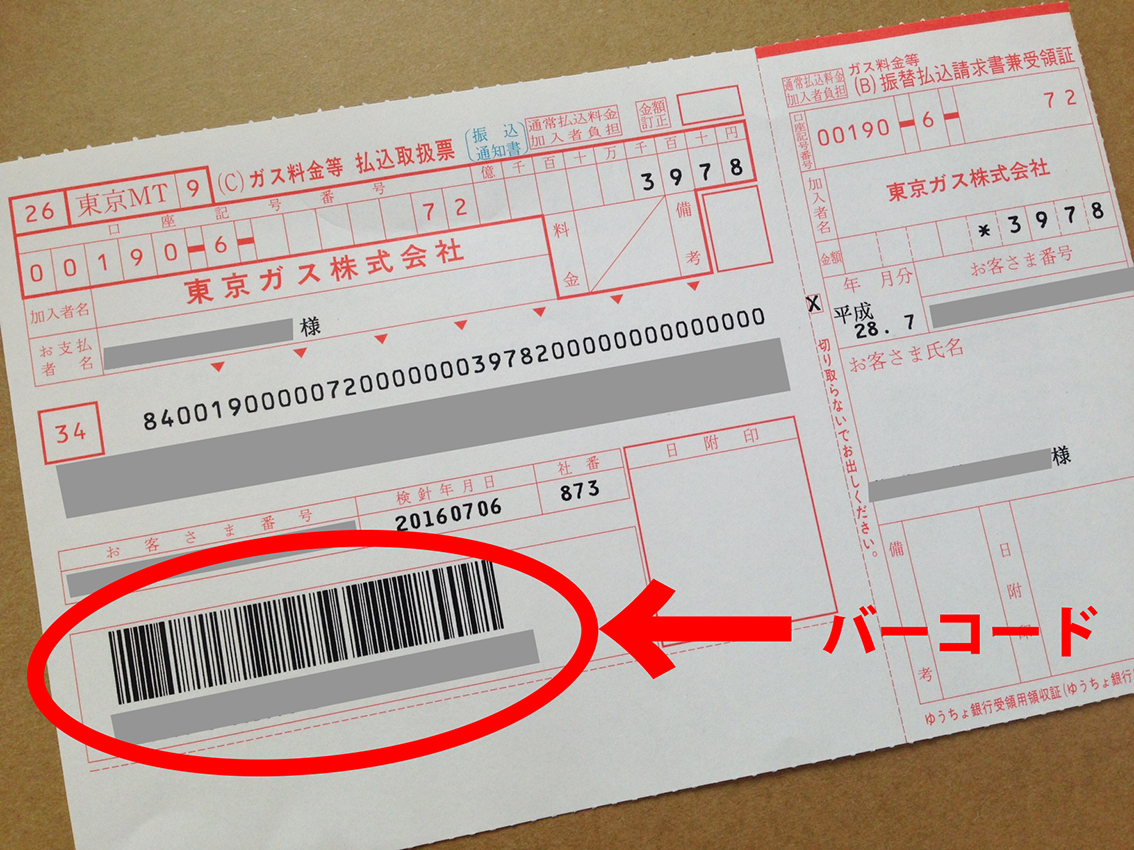 26 東京MT 9 (C) ガス料金等 払込取扱票 振込通知書 通常払込料金加入者負担 金額訂正
口座記号番号 億千百十万千百十円
00190-6- 72 3978
加入者名 東京ガス株式会社 料金 備考
お支払者名 様
34 840019000007200000000397820000000000000
お客さま番号 検針年月日 社番 日附印
20160706 873
バーコード
通常払込料金加入者負担 ガス料金等
(B) 振替払込請求書兼受領証
口座記号番号 00190-6- 72
加入者名 東京ガス株式会社
金額 *3978
年 月分 お客さま番号
X 平成
28. 7
切り取らないでお出しください。
お客さま氏名
様
備考 日附印
ゆうちょ銀行受領用領収証(ゆうちょ銀行